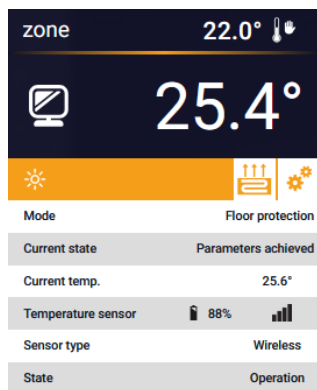 zone 22.0°
25.4°
Mode Floor protection
Current state Parameters achieved
Current temp. 25.6°
Temperature sensor 88%
Sensor type Wireless
State Operation